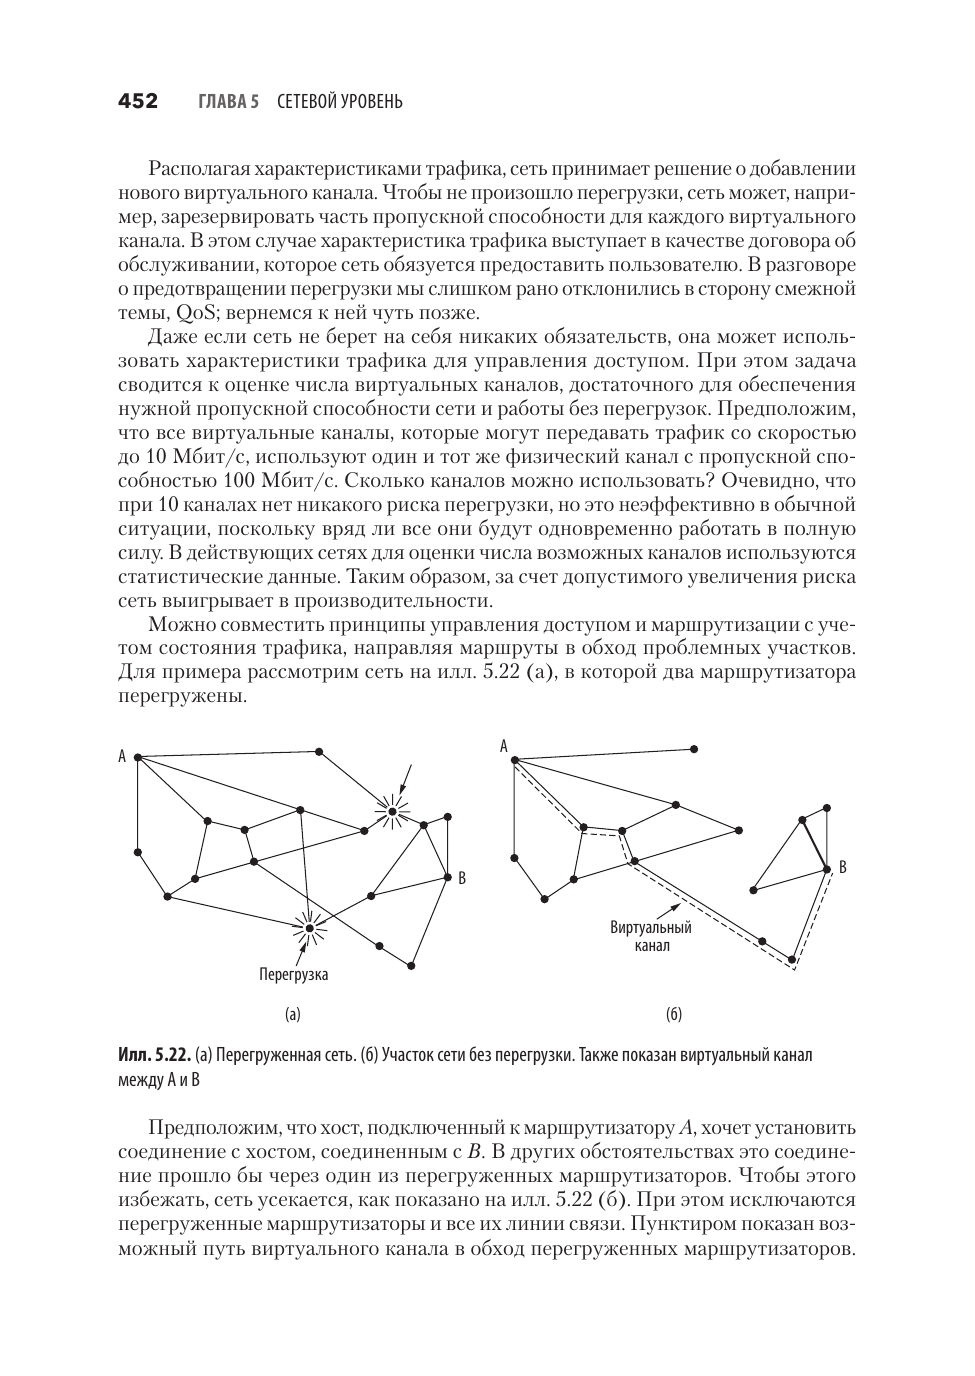 452 ГЛАВА 5 СЕТЕВОЙ УРОВЕНЬ
Располагая характеристиками трафика, сеть принимает решение о добавлении
нового виртуального канала. Чтобы не произошло перегрузки, сеть может, напри-
мер, зарезервировать часть пропускной способности для каждого виртуального
канала. В этом случае характеристика трафика выступает в качестве договора об
обслуживании, которое сеть обязуется предоставить пользователю. В разговоре
о предотвращении перегрузки мы слишком рано отклонились в сторону смежной
темы, QoS; вернемся к ней чуть позже.
Даже если сеть не берет на себя никаких обязательств, она может исполь-
зовать характеристики трафика для управления доступом. При этом задача
сводится к оценке числа виртуальных каналов, достаточного для обеспечения
нужной пропускной способности сети и работы без перегрузок. Предположим,
что все виртуальные каналы, которые могут передавать трафик со скоростью
до 10 Мбит/с, используют один и тот же физический канал с пропускной спо-
собностью 100 Мбит/с. Сколько каналов можно использовать? Очевидно, что
при 10 каналах нет никакого риска перегрузки, но это неэффективно в обычной
ситуации, поскольку вряд ли все они будут одновременно работать в полную
силу. В действующих сетях для оценки числа возможных каналов используются
статистические данные. Таким образом, за счет допустимого увеличения риска
сеть выигрывает в производительности.
Можно совместить принципы управления доступом и маршрутизации с уче-
том состояния трафика, направляя маршруты в обход проблемных участков.
Для примера рассмотрим сеть на илл. 5.22 (а), в которой два маршрутизатора
перегружены.
A
B
Перегрузка
(а)
A
B
Виртуальный
канал
(б)
Илл. 5.22. (а) Перегруженная сеть. (б) Участок сети без перегрузки. Также показан виртуальный канал
между A и B
Предположим, что хост, подключенный к маршрутизатору A, хочет установить
соединение с хостом, соединенным с B. В других обстоятельствах это соедине-
ние прошло бы через один из перегруженных маршрутизаторов. Чтобы этого
избежать, сеть усекается, как показано на илл. 5.22 (б). При этом исключаются
перегруженные маршрутизаторы и все их линии связи. Пунктиром показан воз-
можный путь виртуального канала в обход перегруженных маршрутизаторов.